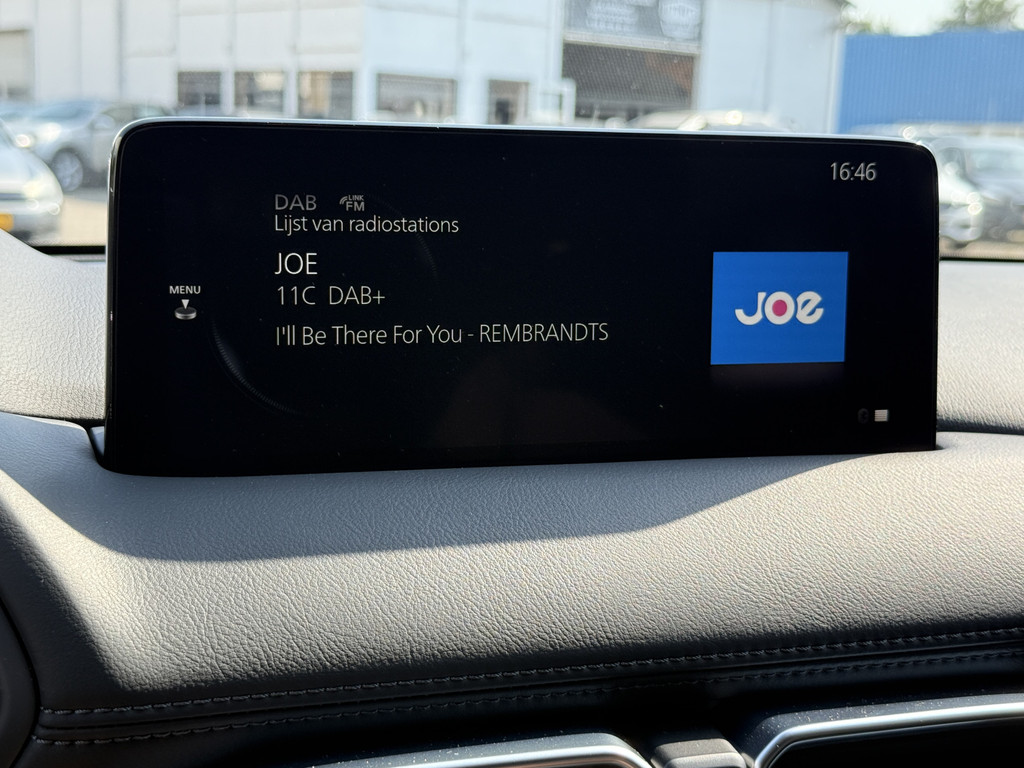 16:46
DAB LINK FM
Lijst van radiostations
JOE
11C DAB+
I'll Be There For You - REMBRANDTS
MENU
JOE